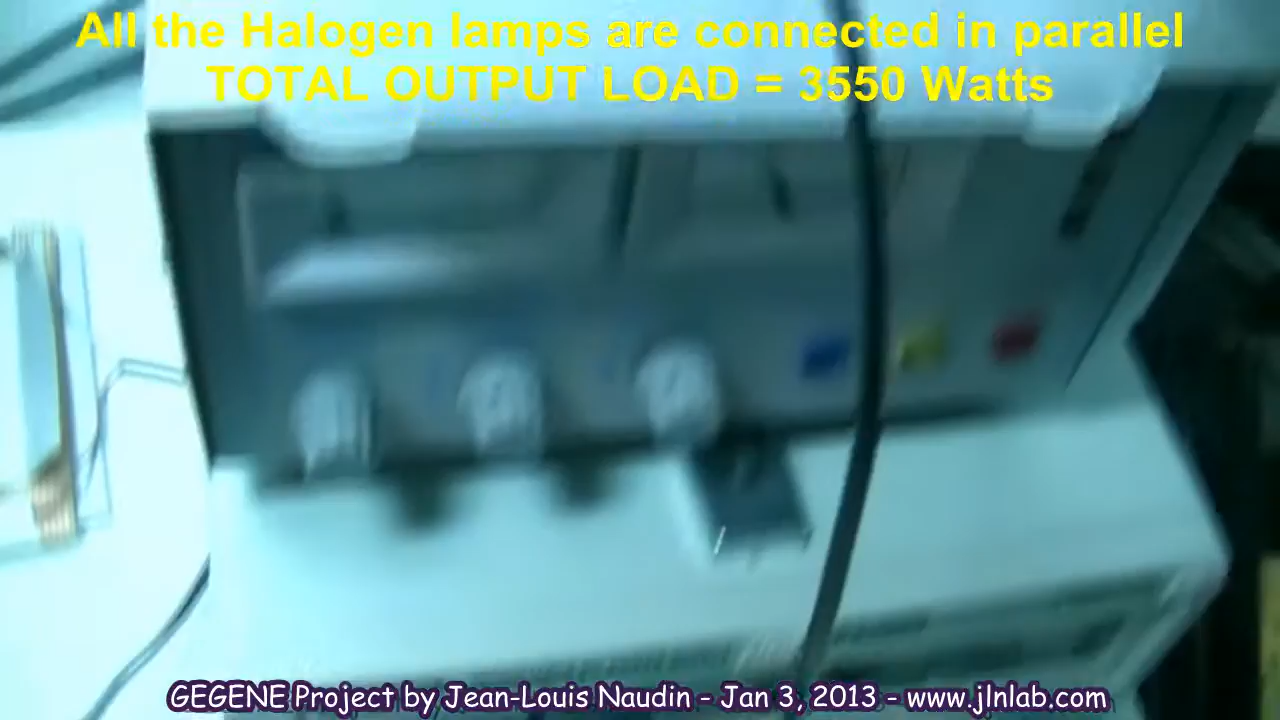 All the Halogen lamps are connected in parallel
TOTAL OUTPUT LOAD = 3550 Watts
GEGENE Project by Jean-Louis Naudin - Jan 3, 2013 - www.jlnlab.com